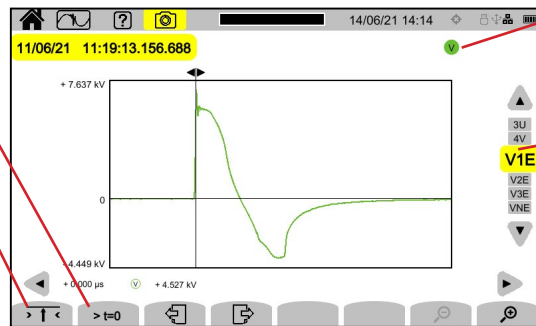 ?
14/06/21 14:14
11/06/21 11:19:13.156.688
V
+ 7.637 kV
3U
4V
V1E
V2E
V3E
VNE
0
- 4.449 kV
+ 0.000 µs V + 4.527 kV
> t=0